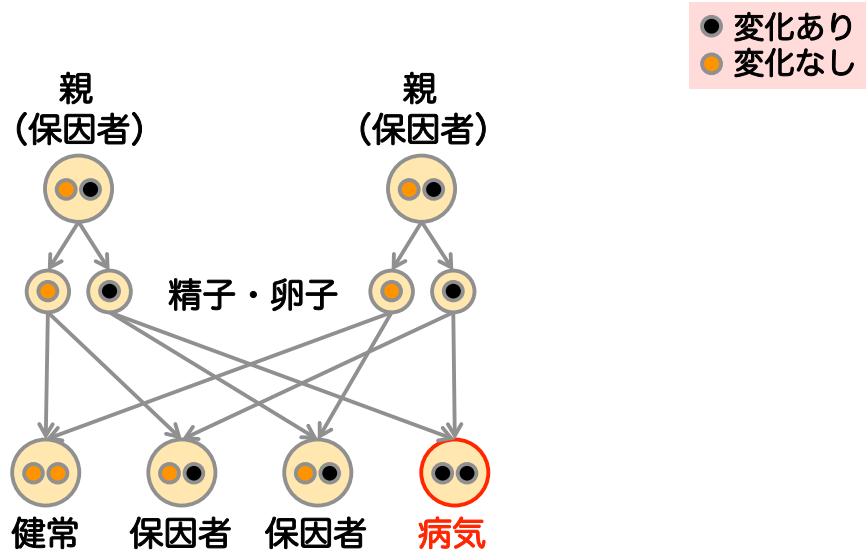 変化あり
変化なし
親
(保因者)
親
(保因者)
精子・卵子
健常
保因者
保因者
病気